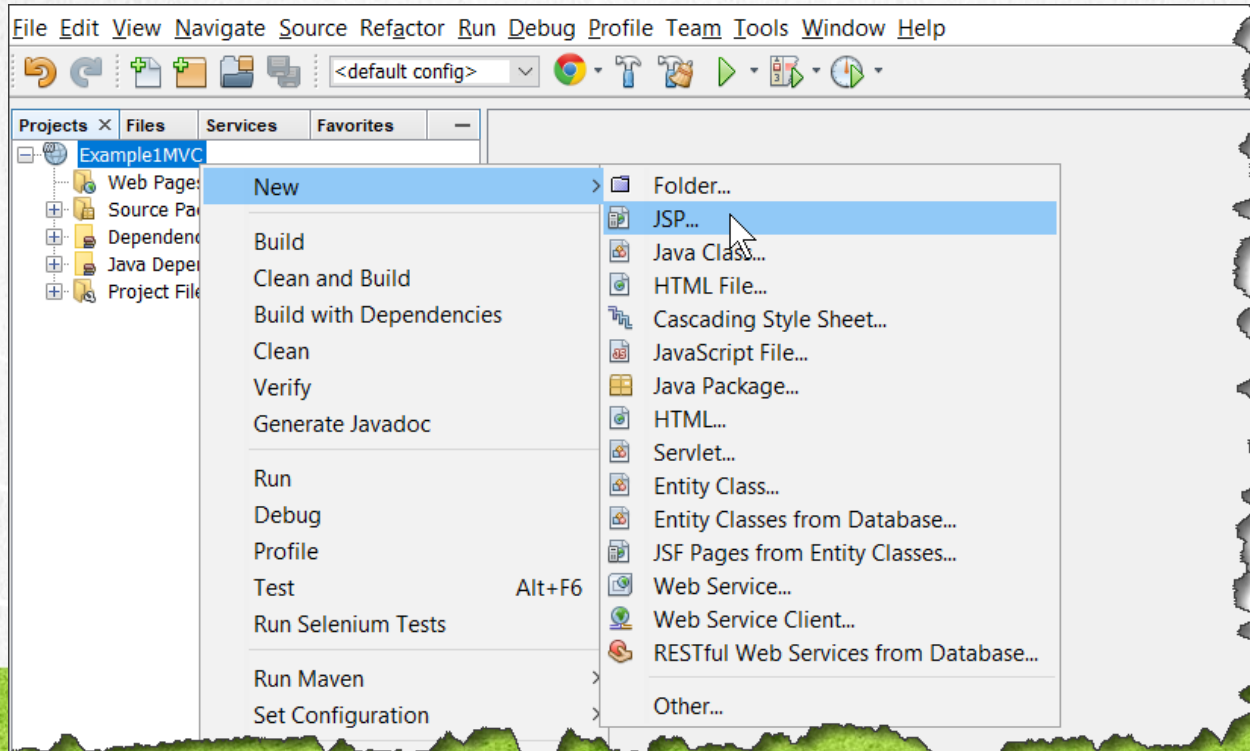 File Edit View Navigate Source Refactor Run Debug Profile Team Tools Window Help
<default config>
Projects Files Services Favorites
Example1MVC
Web Pages
Source Pa
Dependenc
Java Depe
Project File
New
Build
Clean and Build
Build with Dependencies
Clean
Verify
Generate Javadoc
Run
Debug
Profile
Test Alt+F6
Run Selenium Tests
Run Maven
Set Configuration
Folder...
JSP...
Java Class...
HTML File...
Cascading Style Sheet...
JavaScript File...
Java Package...
HTML...
Servlet...
Entity Class...
Entity Classes from Database...
JSF Pages from Entity Classes...
Web Service...
Web Service Client...
RESTful Web Services from Database...
Other...